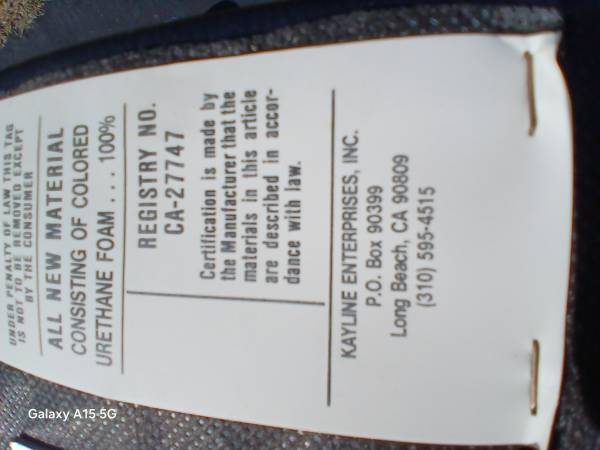 UNDER PENALTY OF LAW THIS TAG
IS NOT TO BE REMOVED EXCEPT
BY THE CONSUMER
ALL NEW MATERIAL
CONSISTING OF COLORED
URETHANE FOAM . . . 100%
REGISTRY NO.
CA-27747
Certification is made by
the Manufacturer that the
materials in this article
are described in accor-
dance with law.
KAYLINE ENTERPRISES, INC.
P.O. Box 90399
Long Beach, CA 90809
(310) 595-4515
Galaxy A15-5G